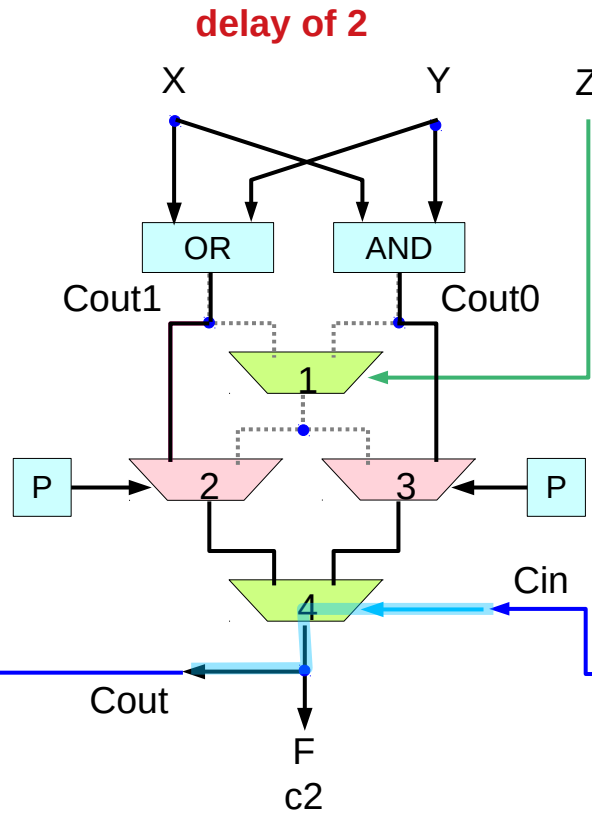 delay of 2
X Y Z
OR AND
Cout1 Cout0
1
P 2 3 P
4 Cin
Cout
F
c2